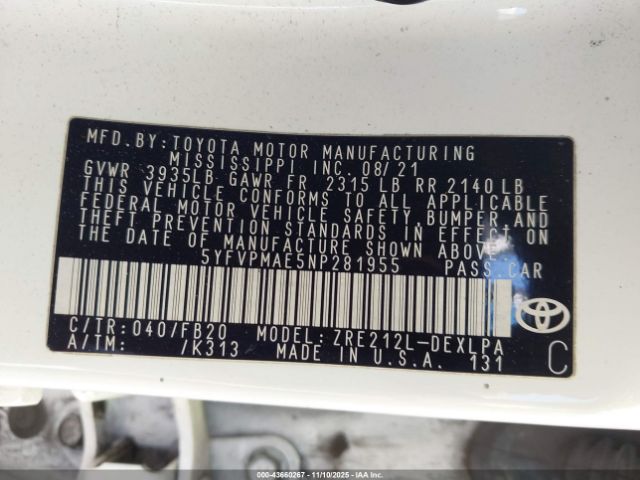 MFD. BY: TOYOTA MOTOR MANUFACTURING
MISSISSIPPI INC. 08/21
GVWR 3935LB GAWR FR 2315 LB RR 2140 LB
THIS VEHICLE CONFORMS TO ALL APPLICABLE
FEDERAL MOTOR VEHICLE SAFETY, BUMPER AND
THEFT PREVENTION STANDARDS IN EFFECT ON
THE DATE OF MANUFACTURE SHOWN ABOVE.
5YFVPMAE5NP281955 PASS. CAR
C/TR: 040/FB20 MODEL: ZRE212L-DEXLPA
A/TM: /K313 MADE IN U.S.A. 131
C
000-43660267 - 11/10/2025 - IAAI PUBLIC